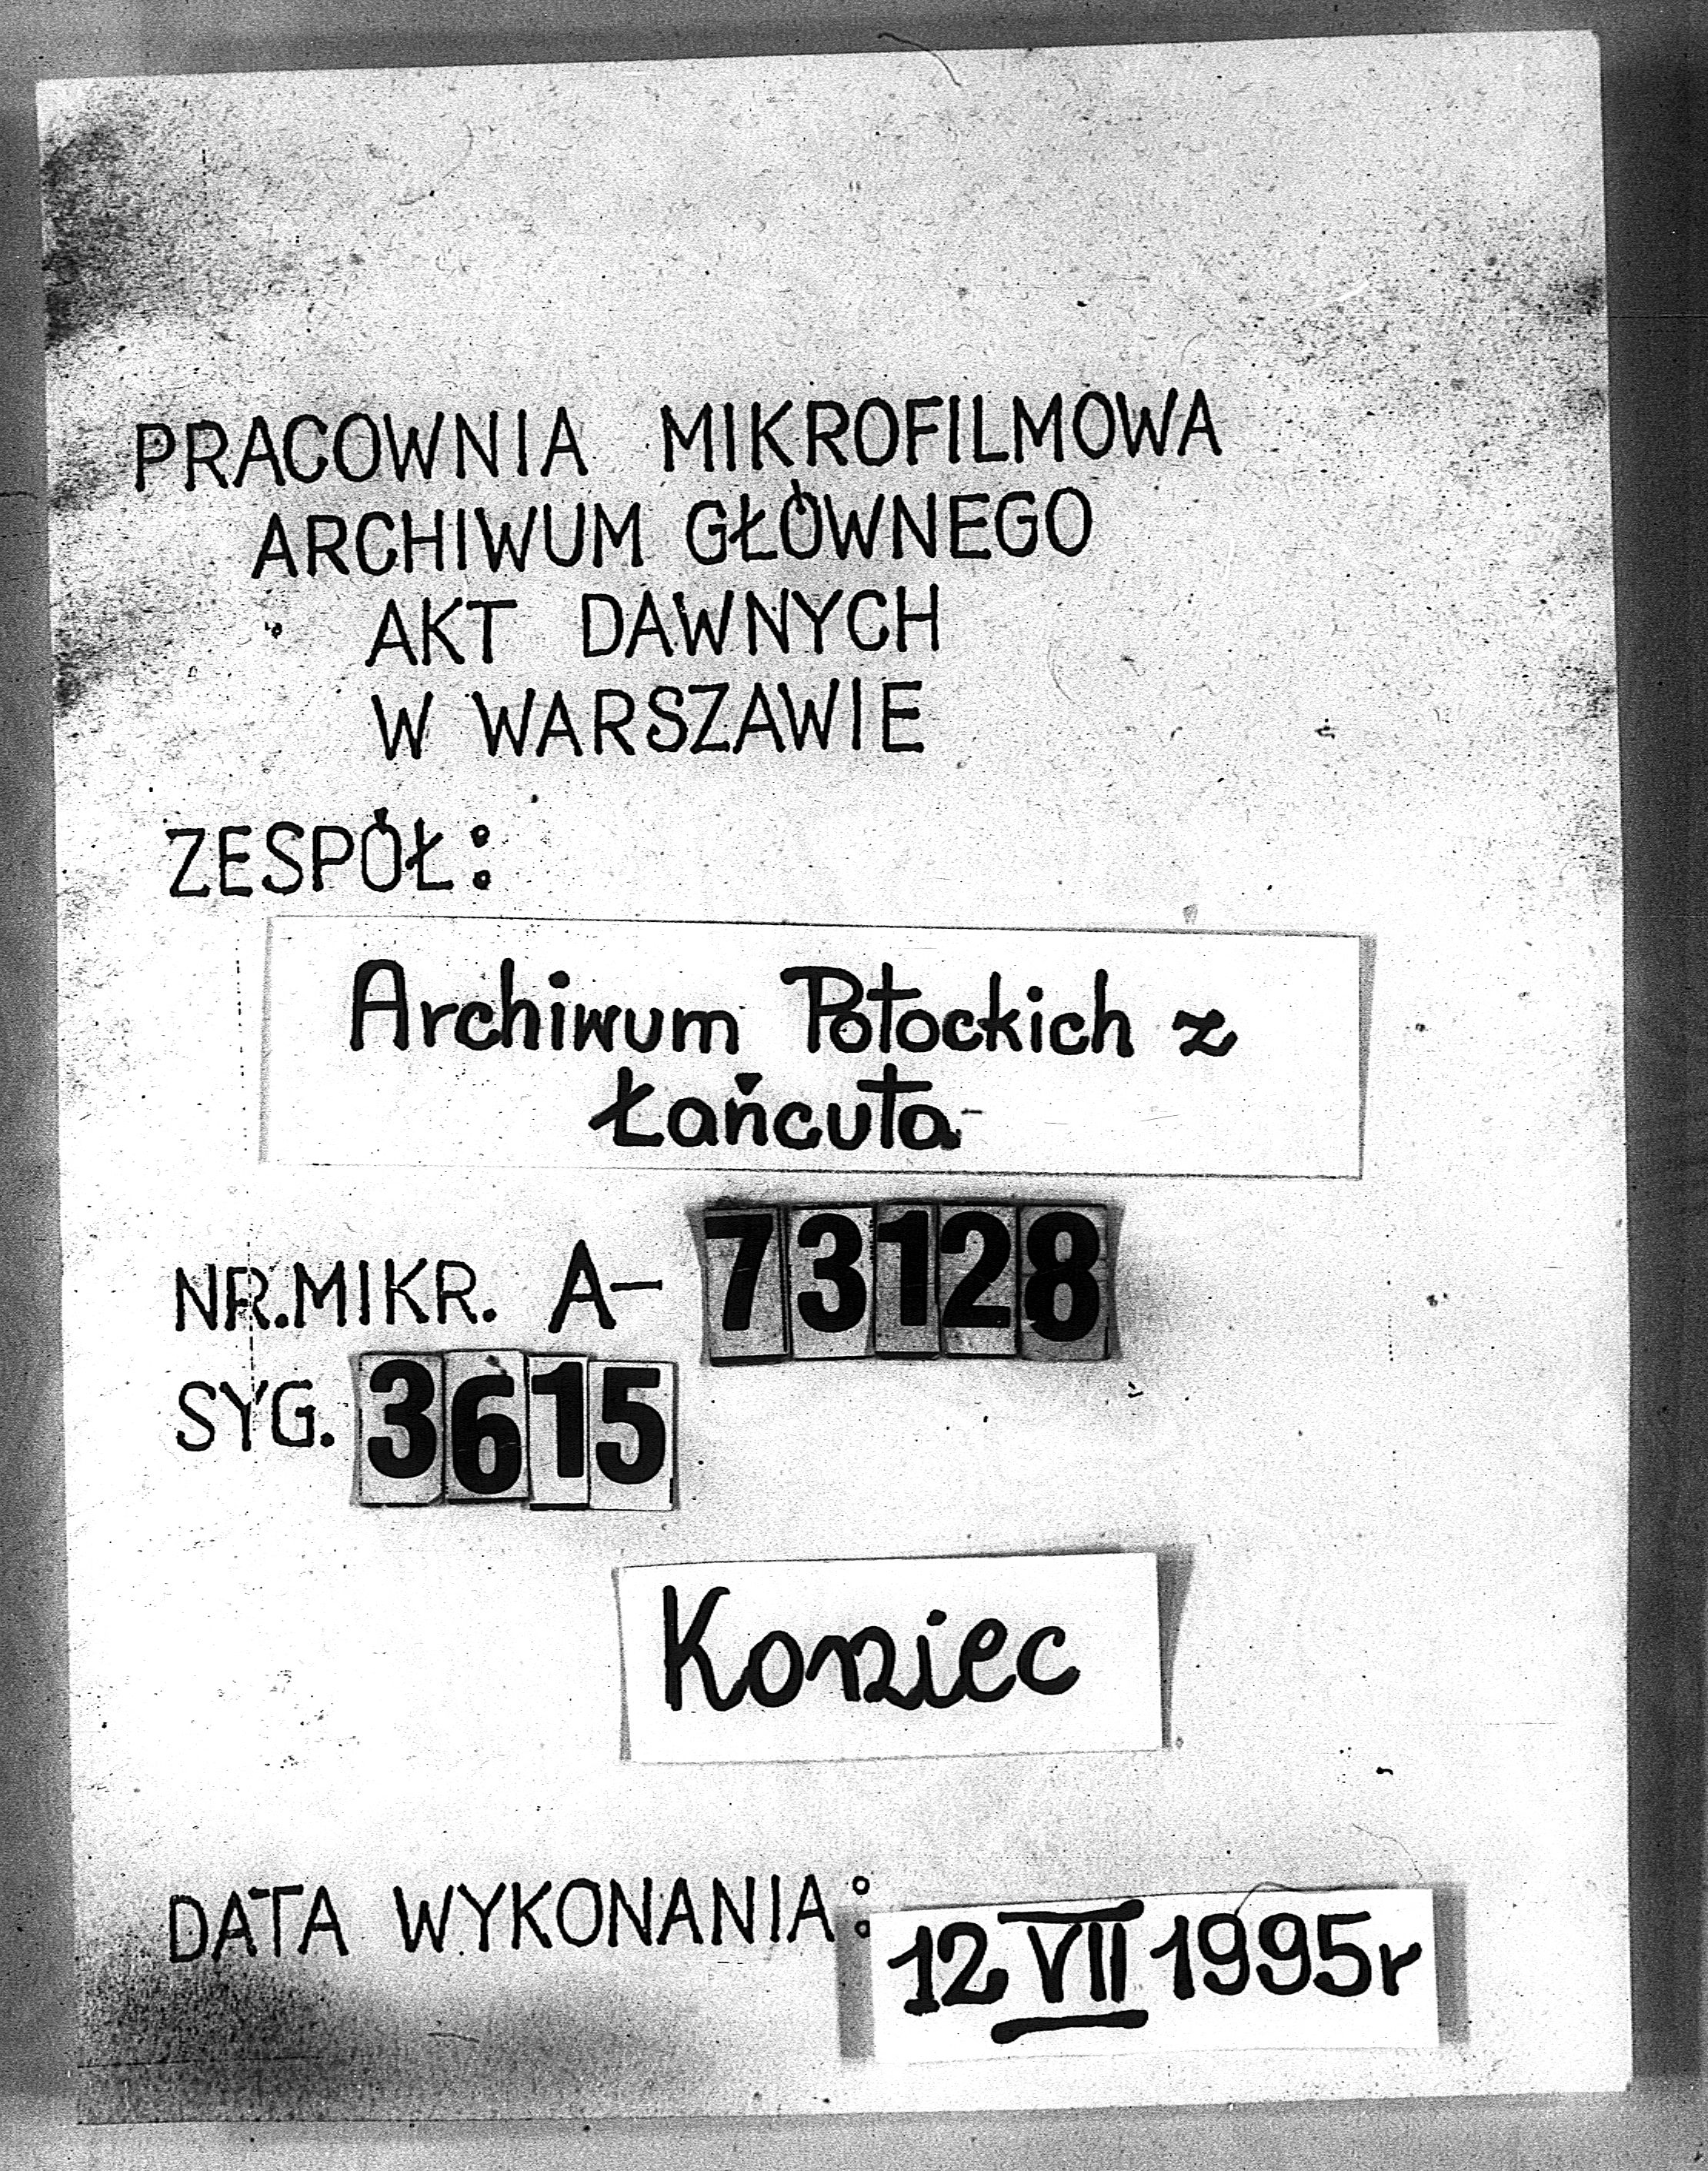 PRACOWNIA MIKROFILMOWA
ARCHIWUM GŁÓWNEGO
AKT DAWNYCH
W WARSZAWIE
ZESPÓŁ:
Archiwum Potockich z
Łańcuta
NR.MIKR. A- 73128
SYG. 3615
Koniec
DATA WYKONANIA: 12 VII 1995r